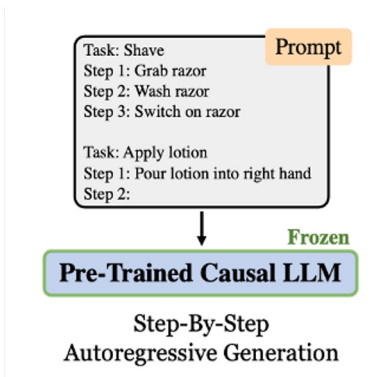 Prompt
Task: Shave
Step 1: Grab razor
Step 2: Wash razor
Step 3: Switch on razor
Task: Apply lotion
Step 1: Pour lotion into right hand
Step 2:
Frozen
Pre-Trained Causal LLM
Step-By-Step
Autoregressive Generation